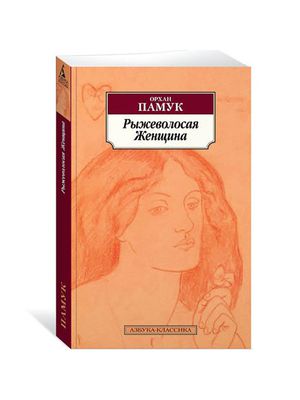 ОРХАН
ПАМУК
Рыжеволосая
Женщина
АЗБУКА-КЛАССИКА
Рыжеволосая Женщина
ПАМУК